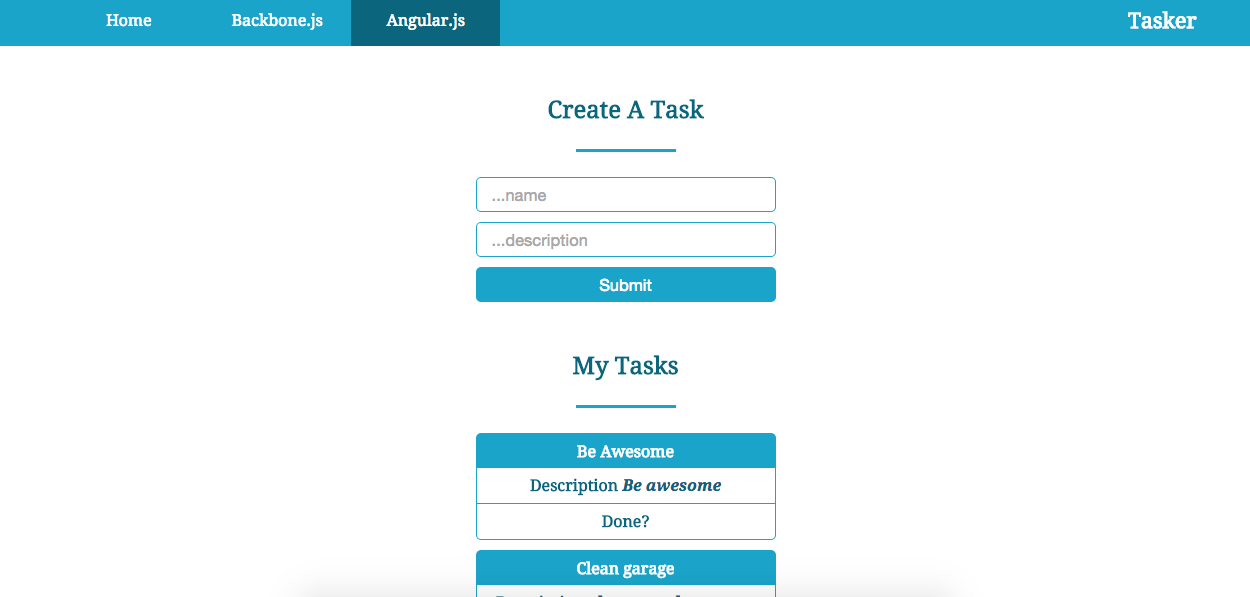 Home Backbone.js Angular.js Tasker
Create A Task
...name
...description
Submit
My Tasks
Be Awesome
Description Be awesome
Done?
Clean garage